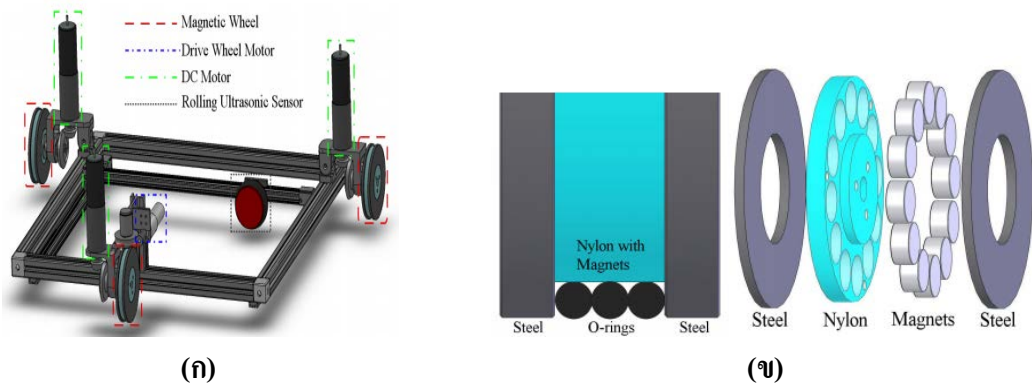 Magnetic Wheel
Drive Wheel Motor
DC Motor
Rolling Ultrasonic Sensor
Nylon with
Magnets
Steel
O-rings
Steel
Steel
Nylon
Magnets
Steel
(ก)
(ข)